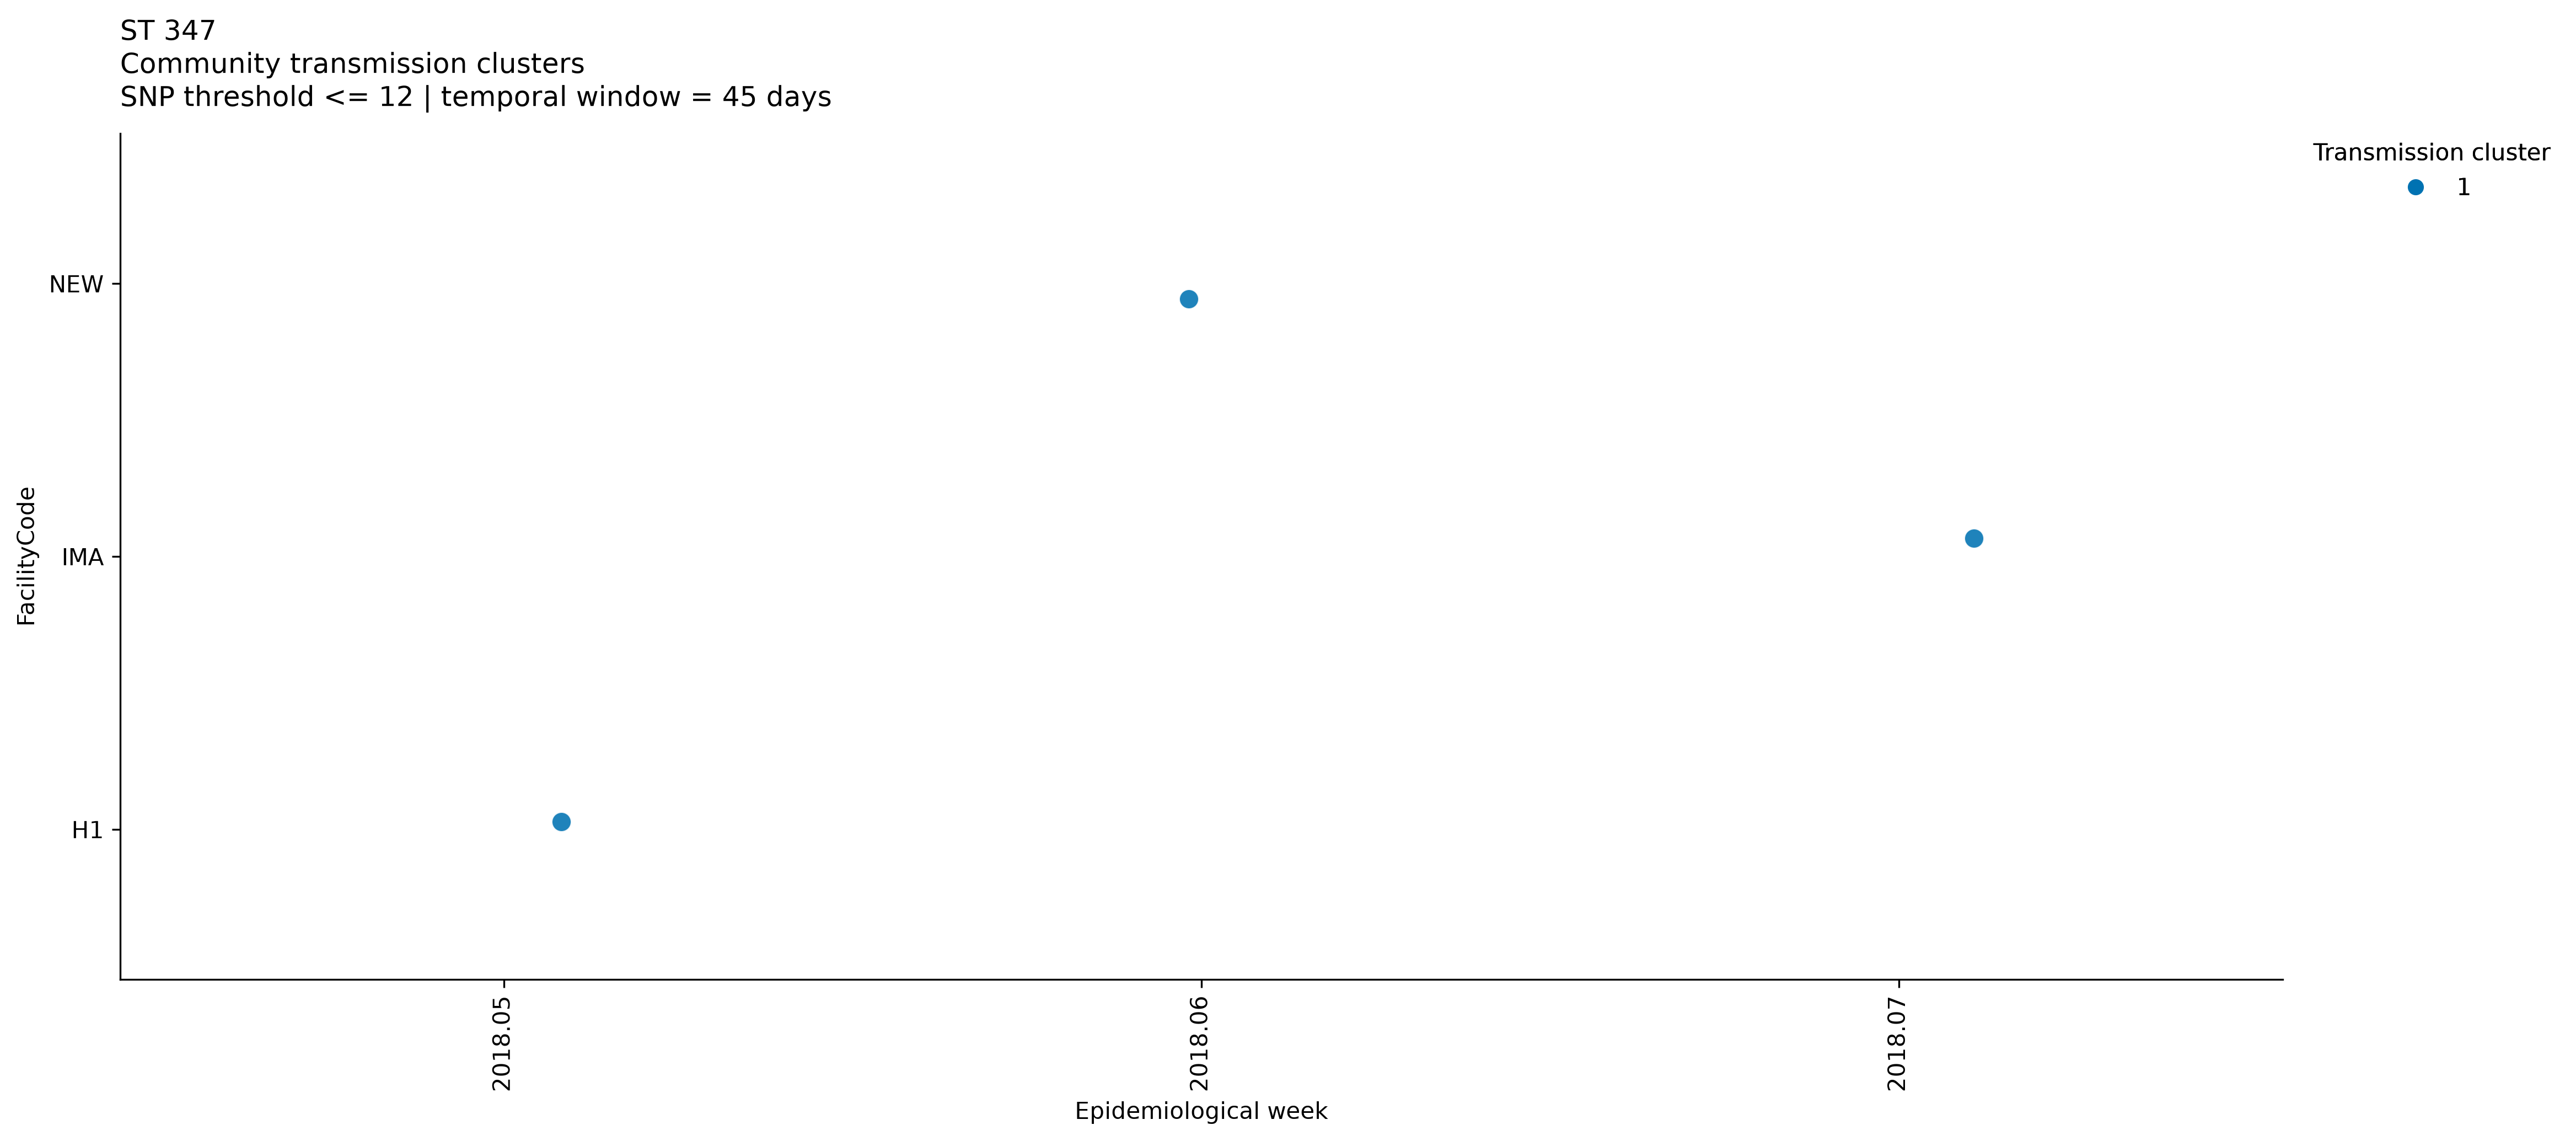 ST 347
Community transmission clusters
SNP threshold <= 12 | temporal window = 45 days
Transmission cluster
1
NEW
IMA
H1
FacilityCode
2018.05
2018.06
2018.07
Epidemiological week